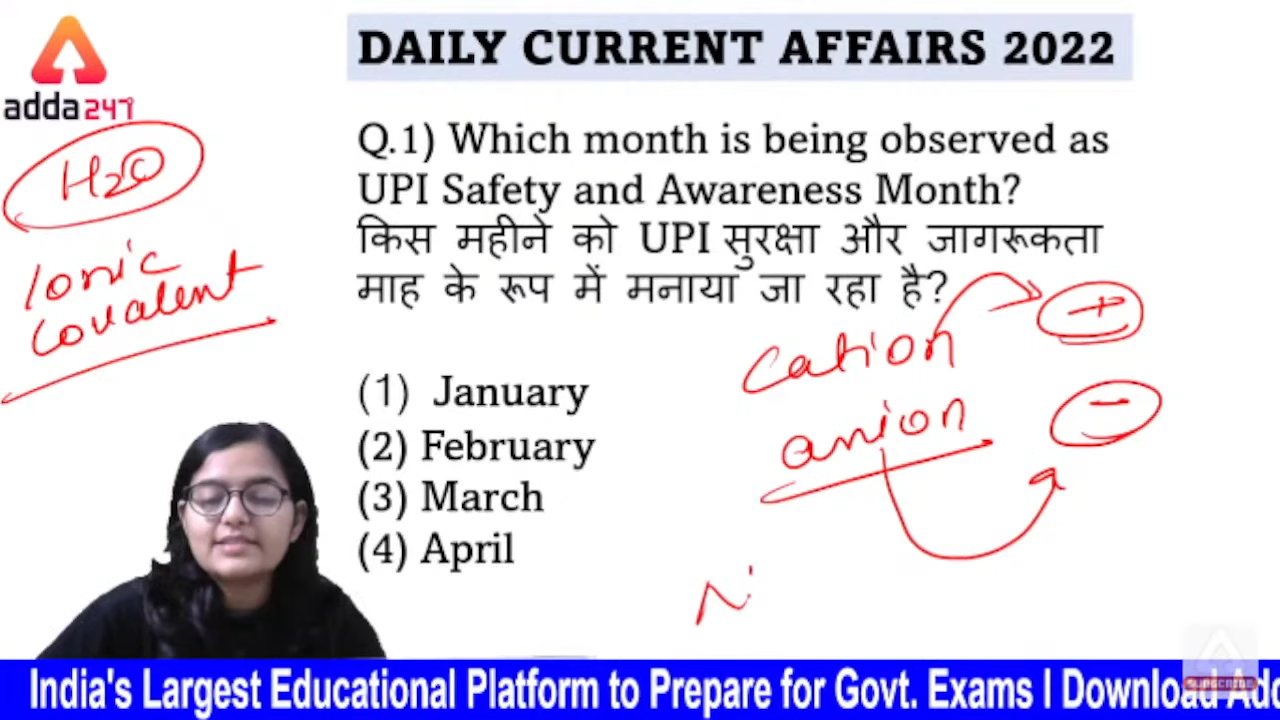 DAILY CURRENT AFFAIRS 2022
adda247
H2O
Ionic
covalent
Q.1) Which month is being observed as
UPI Safety and Awareness Month?
किस महीने को UPI सुरक्षा और जागरूकता
माह के रूप में मनाया जा रहा है?
cation +
anion −
(1) January
(2) February
(3) March
(4) April
SUBSCRIBE
India's Largest Educational Platform to Prepare for Govt. Exams I Download Add